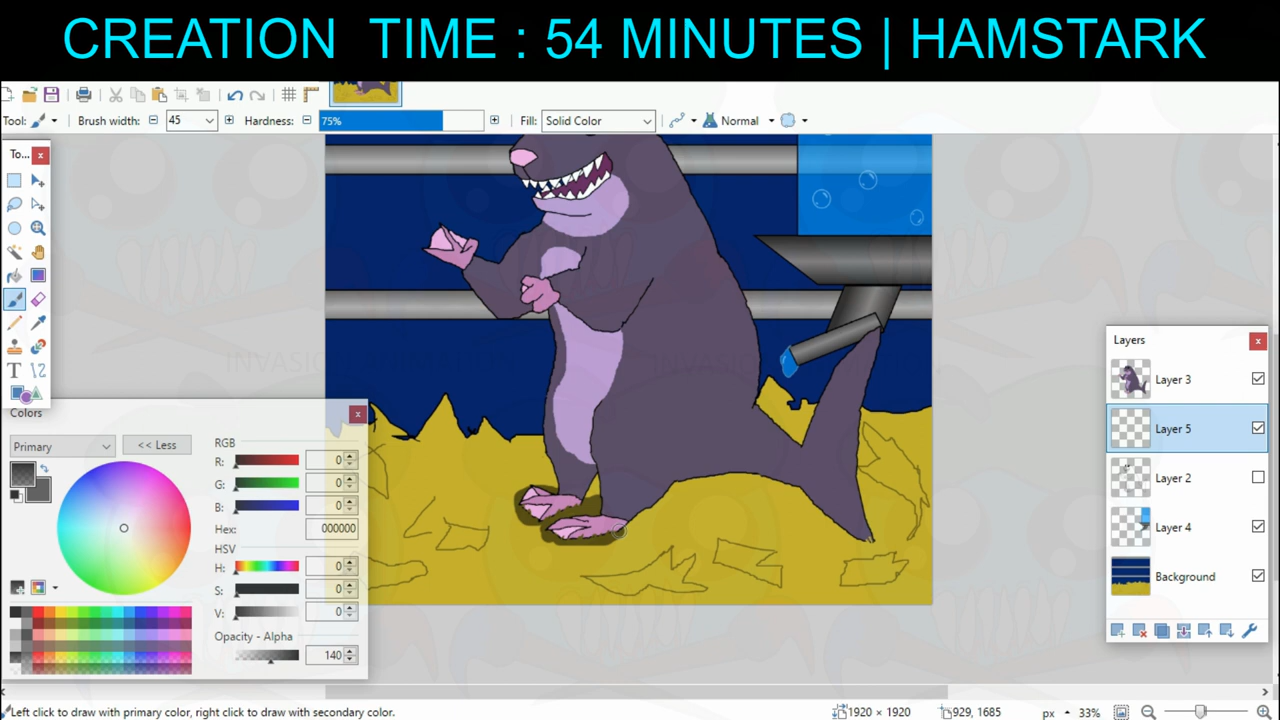 CREATION TIME : 54 MINUTES | HAMSTARK
Tool: Brush width: 45 Hardness: 75% Fill: Solid Color Normal
To...
Colors
Primary << Less
RGB
R: 0
G: 0
B: 0
Hex: 000000
HSV
H: 0
S: 0
V: 0
Opacity - Alpha
140
Layers
Layer 3
Layer 5
Layer 2
Layer 4
Background
Left click to draw with primary color, right click to draw with secondary color. 1920 × 1920 929, 1685 px 33%